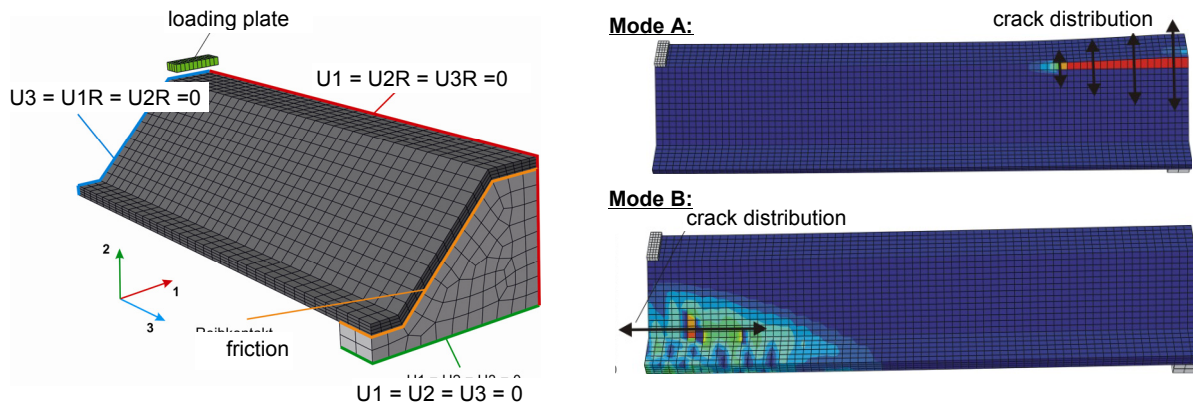 loading plate
U1 = U2R = U3R =0
U3 = U1R = U2R =0
2
1
3
friction
U1 = U2 = U3 = 0
Mode A:
crack distribution
Mode B:
crack distribution